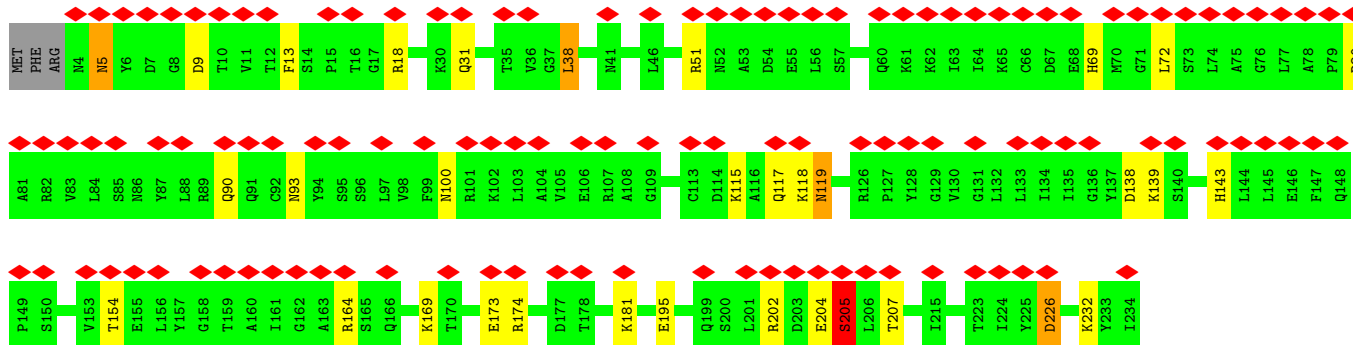 MET PHE ARG N4 N5 Y6 D7 G8 D9 T10 V11 T12 F13 S14 P15 T16 G17 R18 K30 Q31 T35 V36 G37 L38 N41 L46 R51 N52 A53 D54 E55 L56 S57 Q60 K61 K62 I63 I64 K65 C66 D67 E68 H69 M70 G71 L72 S73 L74 A75 G76 L77 A78 P79
A81 R82 V83 L84 S85 N86 Y87 L88 R89 Q90 Q91 C92 N93 Y94 S95 S96 L97 V98 F99 N100 R101 K102 L103 A104 V105 E106 R107 A108 G109 C113 D114 K115 A116 Q117 K118 N119 R126 P127 Y128 G129 V130 G131 L132 L133 I134 I135 G136 Y137 D138 K139 S140 H143 L144 L145 E146 F147 Q148
P149 S150 V153 T154 E155 L156 Y157 G158 T159 A160 I161 G162 A163 R164 S165 Q166 K169 T170 E173 R174 D177 T178 K181 E195 Q199 S200 L201 R202 D203 E204 S205 L206 T207 I215 T223 I224 Y225 D226 K232 Y233 I234